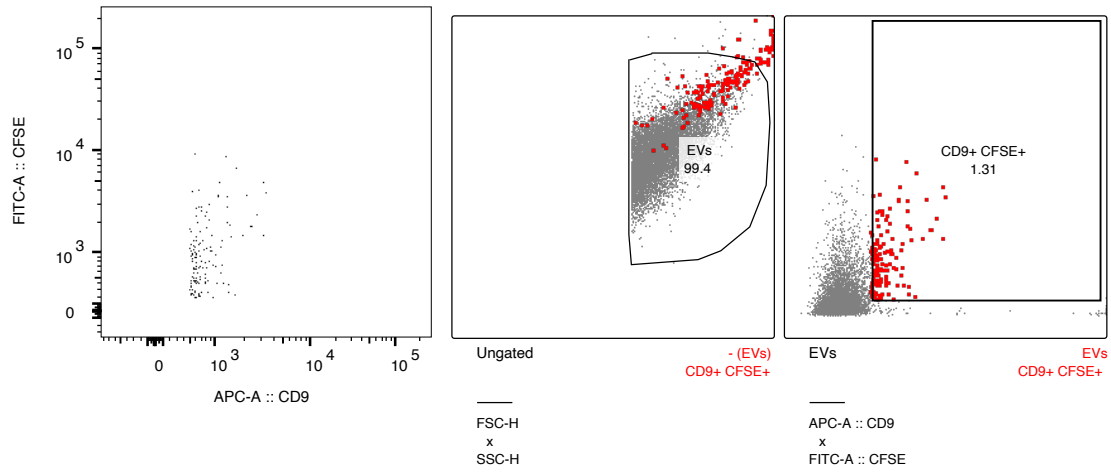 FITC-A :: CFSE
10^5
10^4
10^3
0
0
10^3
10^4
10^5
APC-A :: CD9
EVs
99.4
Ungated
- (EVs)
CD9+ CFSE+
FSC-H
x
SSC-H
CD9+ CFSE+
1.31
EVs
EVs
CD9+ CFSE+
APC-A :: CD9
x
FITC-A :: CFSE